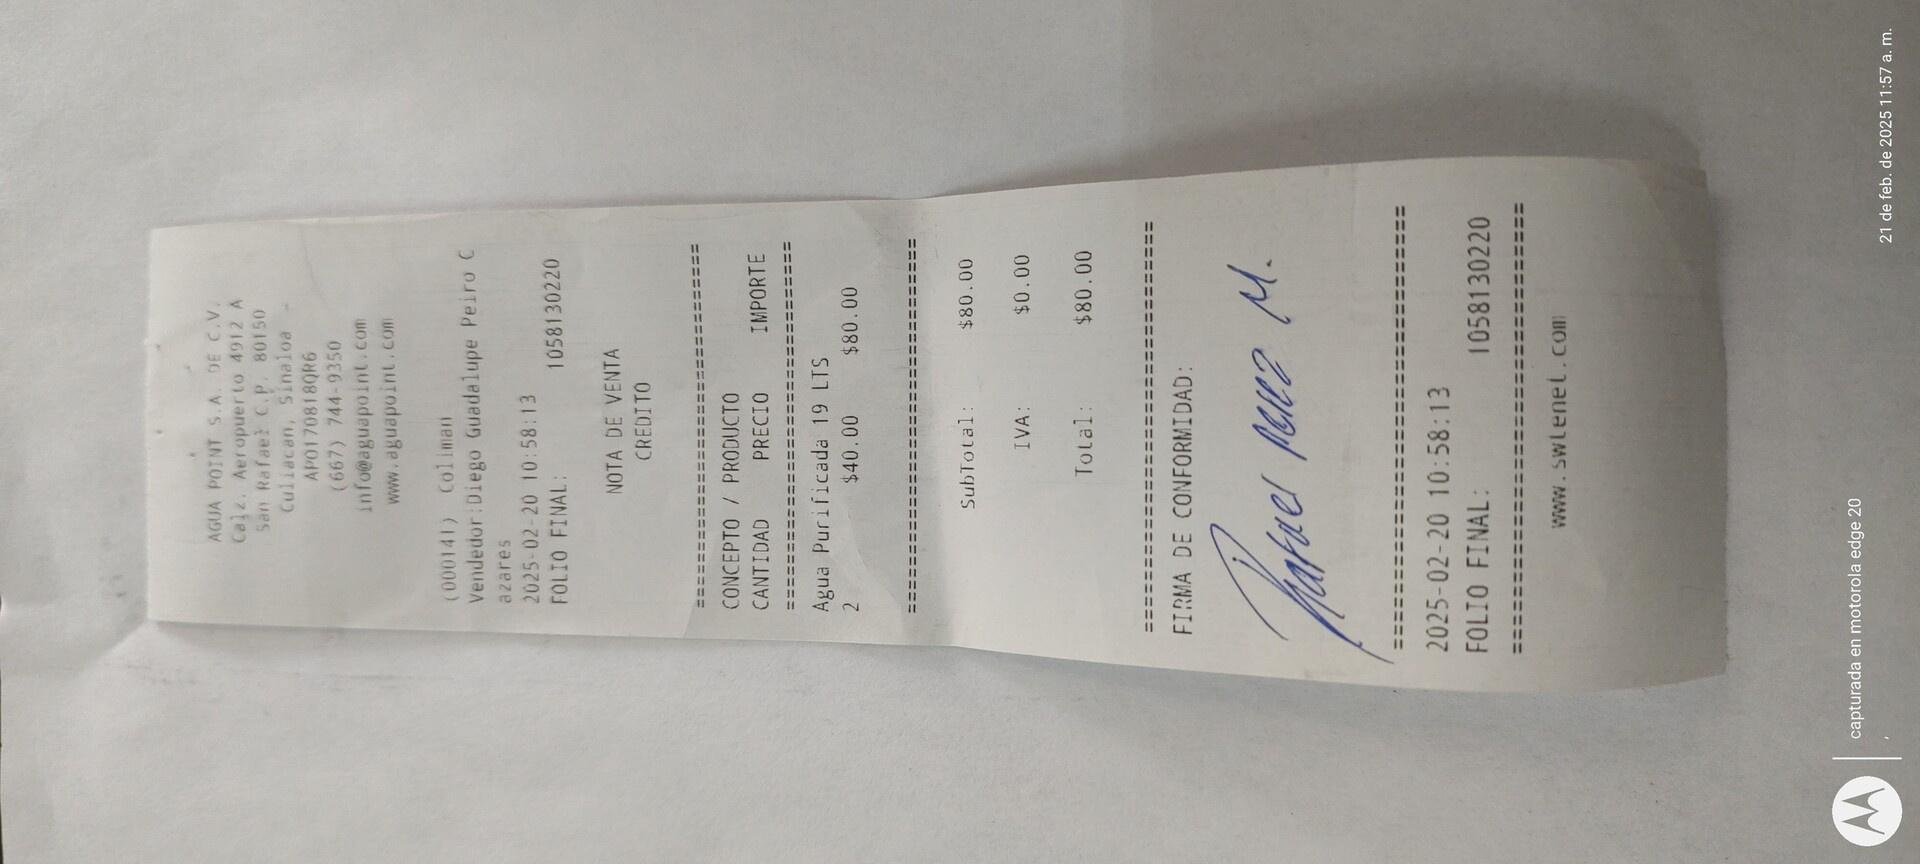 AGUA POINT S.A. DE C.V.
Calz. Aeropuerto 4912 A
San Rafael C.P. 80150
Culiacan, Sinaloa -
APO170818QR6
(667) 744-9350
info@aguapoint.com
www.aguapoint.com
(000141) Coliman
Vendedor:Diego Guadalupe Peiro C
azares
2025-02-20 10:58:13
FOLIO FINAL: 1058130220
NOTA DE VENTA
CREDITO
================================
CONCEPTO / PRODUCTO
CANTIDAD PRECIO IMPORTE
================================
Agua Purificada 19 LTS
2 $40.00 $80.00
================================
SubTotal: $80.00
IVA: $0.00
Total: $80.00
================================
FIRMA DE CONFORMIDAD:
Rafael Perez M.
================================
2025-02-20 10:58:13
FOLIO FINAL: 1058130220
================================
www.swlenel.com
capturada en motorola edge 20
,
21 de feb. de 2025 11:57 a. m.